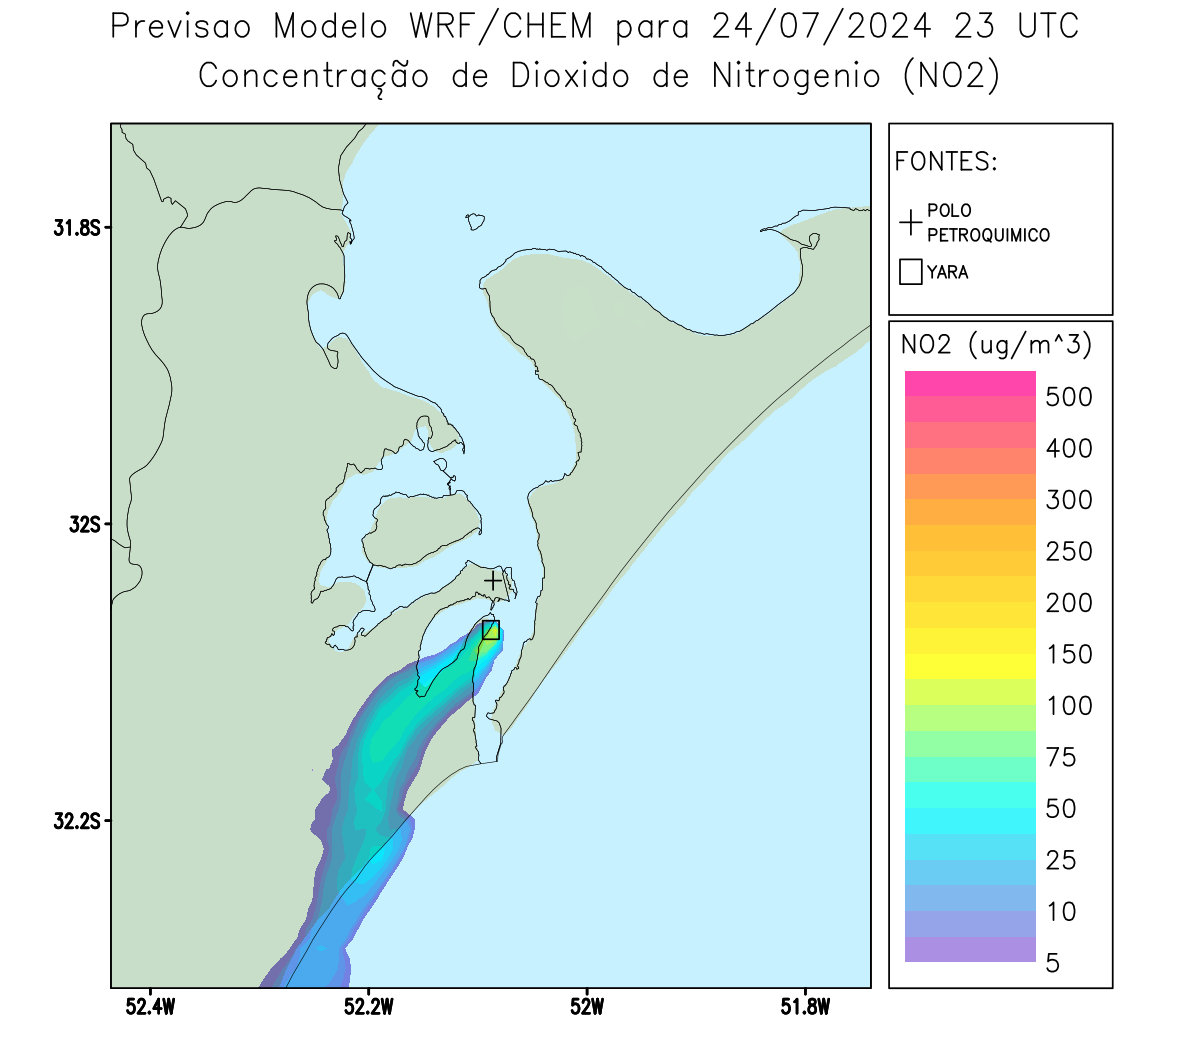 Previsao Modelo WRF/CHEM para 24/07/2024 23 UTC
Concentração de Dioxido de Nitrogenio (NO2)
FONTES:
POLO
PETROQUIMICO
YARA
31.8S
32S
32.2S
52.4W
52.2W
52W
51.8W
NO2 (ug/m^3)
500
400
300
250
200
150
100
75
50
25
10
5